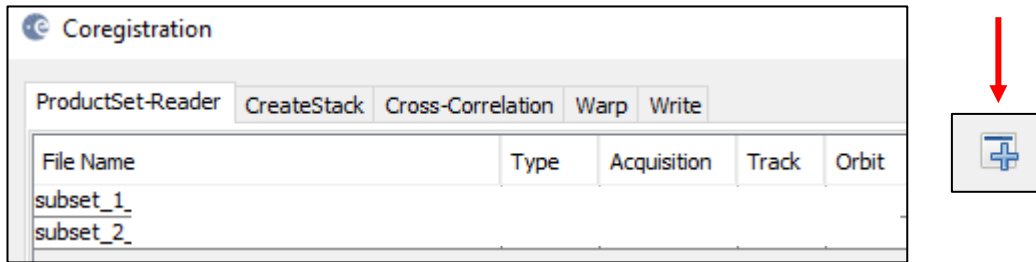 Coregistration
ProductSet-Reader CreateStack Cross-Correlation Warp Write
File Name Type Acquisition Track Orbit
subset_1_
subset_2_